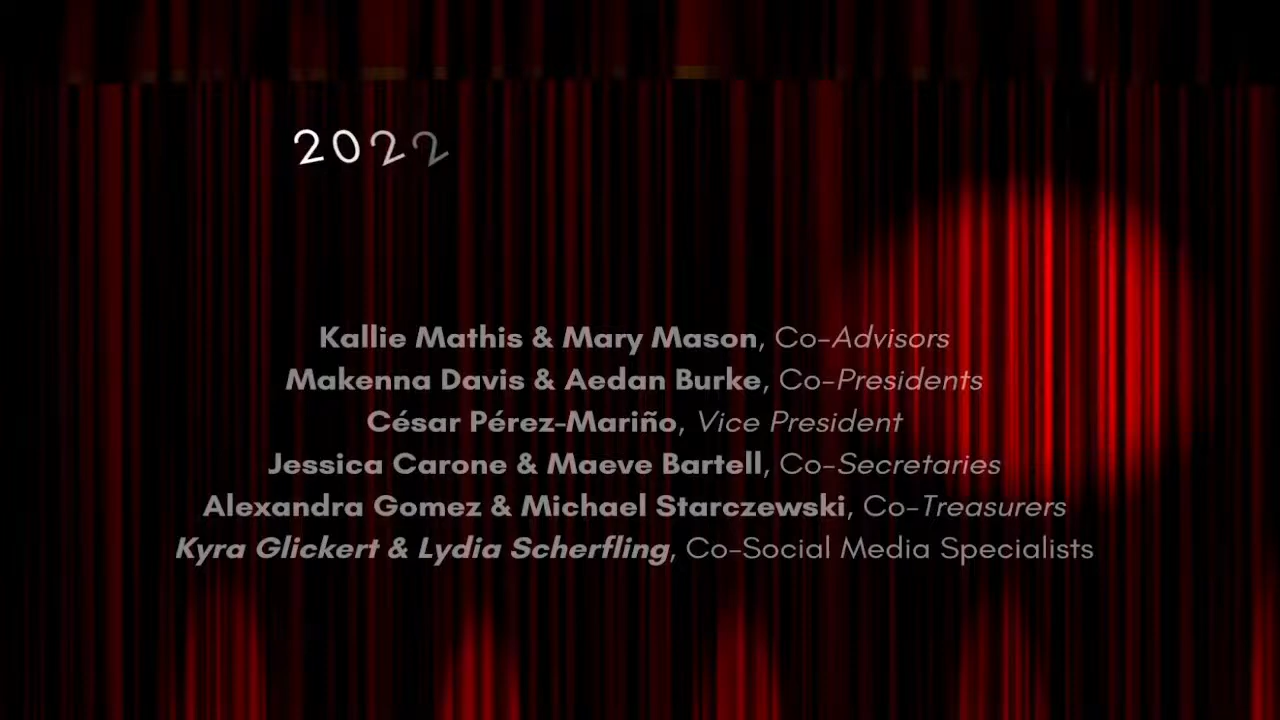 2022
Kallie Mathis & Mary Mason, Co-Advisors
Makenna Davis & Aedan Burke, Co-Presidents
César Pérez-Mariño, Vice President
Jessica Carone & Maeve Bartell, Co-Secretaries
Alexandra Gomez & Michael Starczewski, Co-Treasurers
Kyra Glickert & Lydia Scherfling, Co-Social Media Specialists